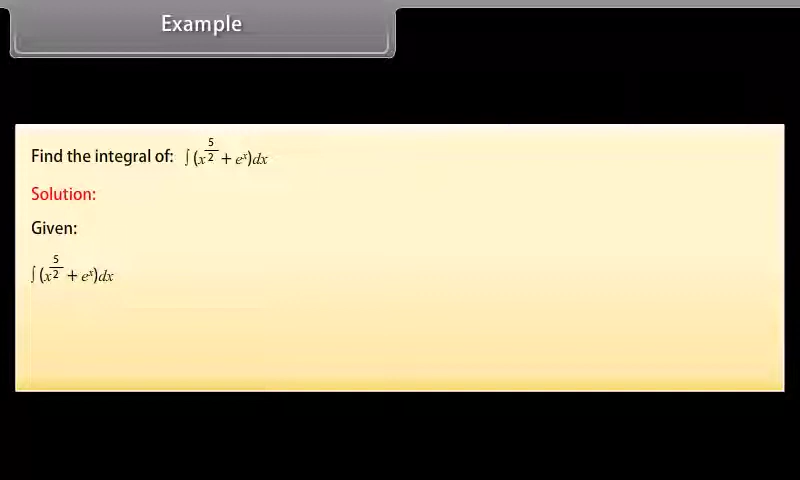 Example
Find the integral of: ∫ (x^(5/2) + e^x)dx
Solution:
Given:
∫ (x^(5/2) + e^x)dx